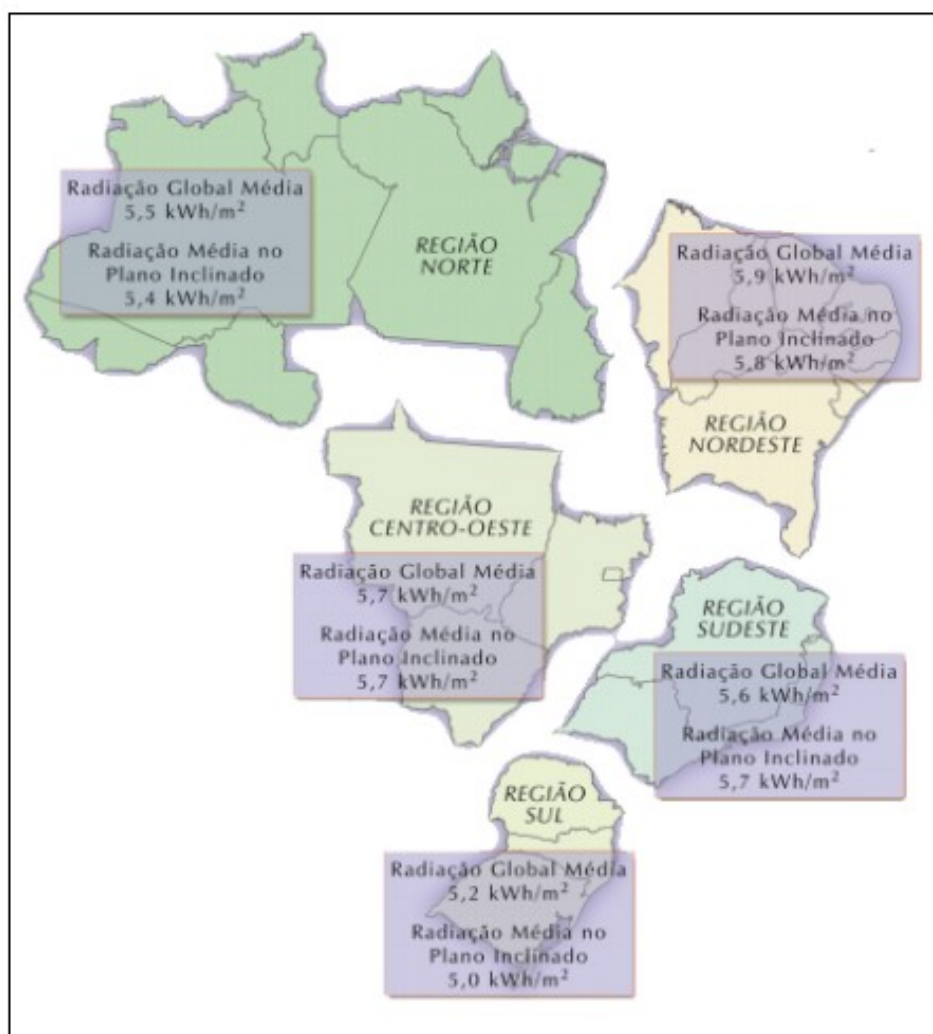 Radiação Global Média
5,5 kWh/m²
Radiação Média no
Plano Inclinado
5,4 kWh/m²
REGIÃO
NORTE
Radiação Global Média
5,9 kWh/m²
Radiação Média no
Plano Inclinado
5,8 kWh/m²
REGIÃO
NORDESTE
REGIÃO
CENTRO-OESTE
Radiação Global Média
5,7 kWh/m²
Radiação Média no
Plano Inclinado
5,7 kWh/m²
REGIÃO
SUDESTE
Radiação Global Média
5,6 kWh/m²
Radiação Média no
Plano Inclinado
5,7 kWh/m²
REGIÃO
SUL
Radiação Global Média
5,2 kWh/m²
Radiação Média no
Plano Inclinado
5,0 kWh/m²